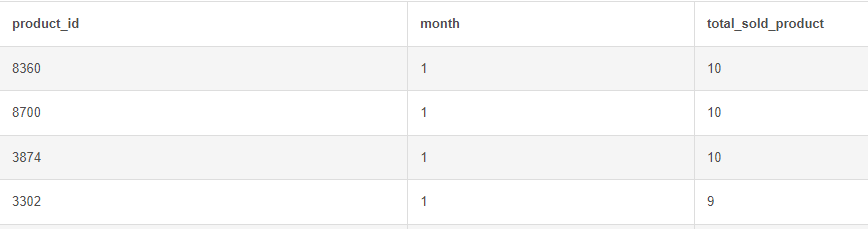 product_id month total_sold_product
8360 1 10
8700 1 10
3874 1 10
3302 1 9